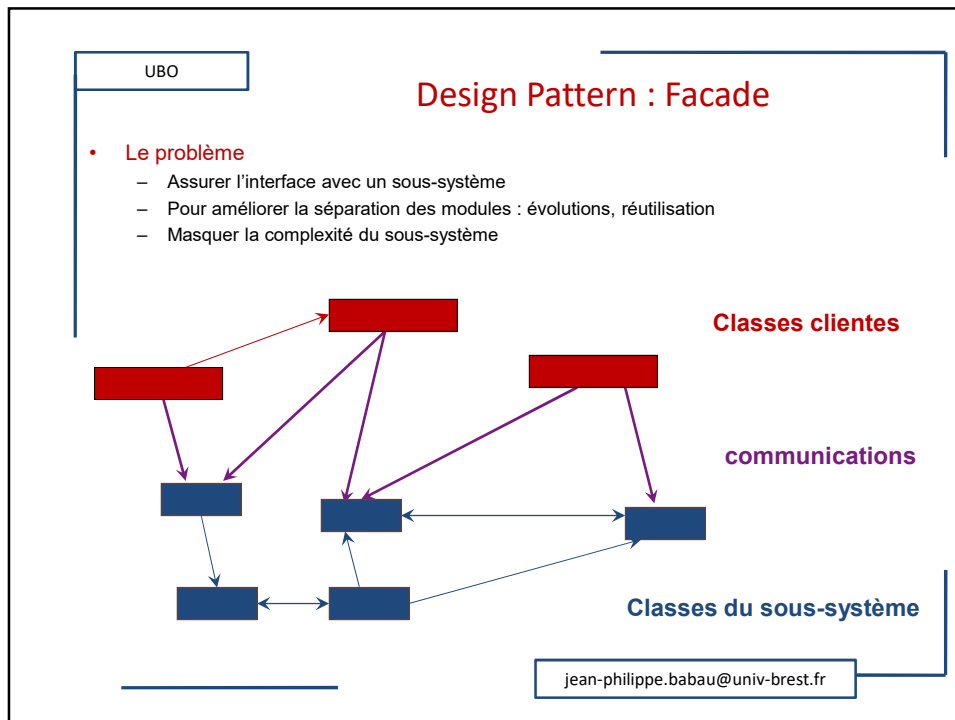 UBO
Design Pattern : Facade
• Le problème
– Assurer l’interface avec un sous-système
– Pour améliorer la séparation des modules : évolutions, réutilisation
– Masquer la complexité du sous-système
Classes clientes
communications
Classes du sous-système
jean-philippe.babau@univ-brest.fr